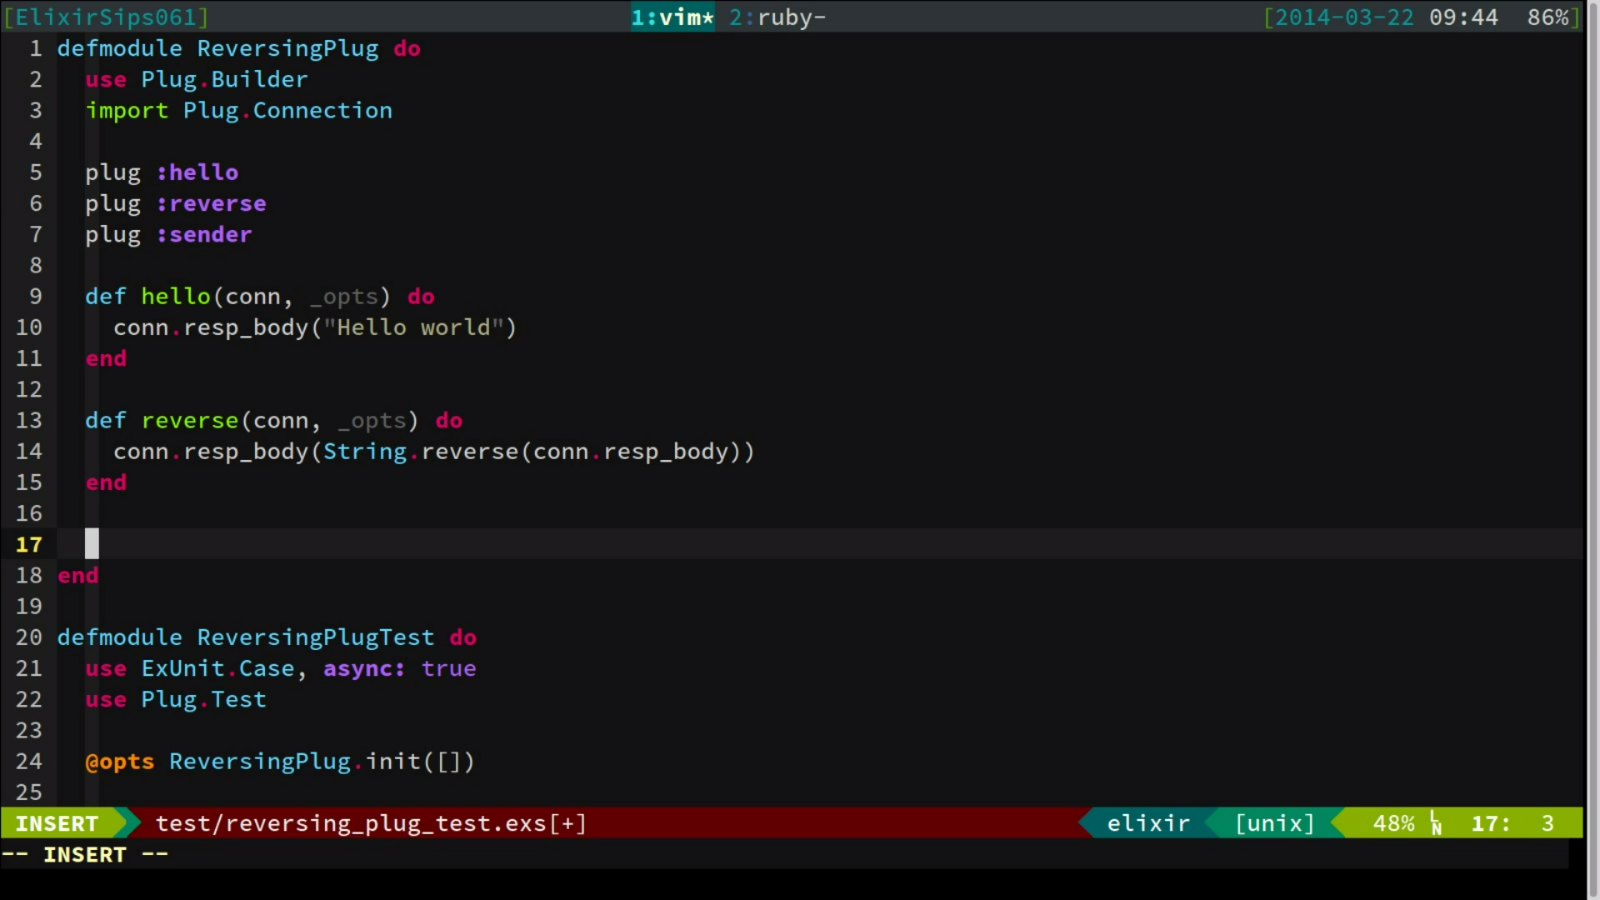 [ElixirSips061] 1:vim* 2:ruby- [2014-03-22 09:44 86%]
1 defmodule ReversingPlug do
2   use Plug.Builder
3   import Plug.Connection
4
5   plug :hello
6   plug :reverse
7   plug :sender
8
9   def hello(conn, _opts) do
10     conn.resp_body("Hello world")
11   end
12
13   def reverse(conn, _opts) do
14     conn.resp_body(String.reverse(conn.resp_body))
15   end
16
17
18 end
19
20 defmodule ReversingPlugTest do
21   use ExUnit.Case, async: true
22   use Plug.Test
23
24   @opts ReversingPlug.init([])
25
INSERT test/reversing_plug_test.exs[+] elixir [unix] 48% LN 17: 3
-- INSERT --